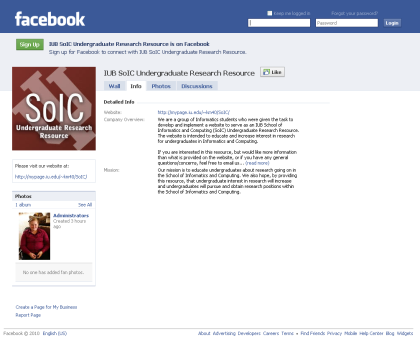 facebook
Keep me logged in
Forgot your password?
Password
Login
Sign Up
IUB SoIC Undergraduate Research Resource is on Facebook
Sign up for Facebook to connect with IUB SoIC Undergraduate Research Resource.
IUB SoIC Undergraduate Research Resource
Like
Wall
Info
Photos
Discussions
SoIC
Undergraduate Research
Resource
Detailed Info
Website:
Company Overview:
We are a group of Informatics students who were given the task to
develop and implement a website to serve as an IUB School of
Informatics and Computing (SoIC) Undergraduate Research Resource.
The website is intended to educate and increase interest in research
for undergraduates in Informatics and Computing.
If you are interested in this resource, but would like more information
than what is provided on the website, or if you have any general
questions/concerns, feel free to email us... (read more)
Mission:
Our mission is to educate undergraduates about research going on in
the School of Informatics and Computing. We also hope, by providing
this resource, that undergraduate interest in research will increase
and undergraduates will pursue and obtain research positions within
the School of Informatics and Computing.
Please visit our website at:
Photos
1 album
See All
Administrators
Created 3 hours
ago
No one has added fan photos.
Create a Page for My Business
Report Page
Facebook © 2010 English (US)
About Advertising Developers Careers Terms • Find Friends Privacy Mobile Help Center Blog Widgets